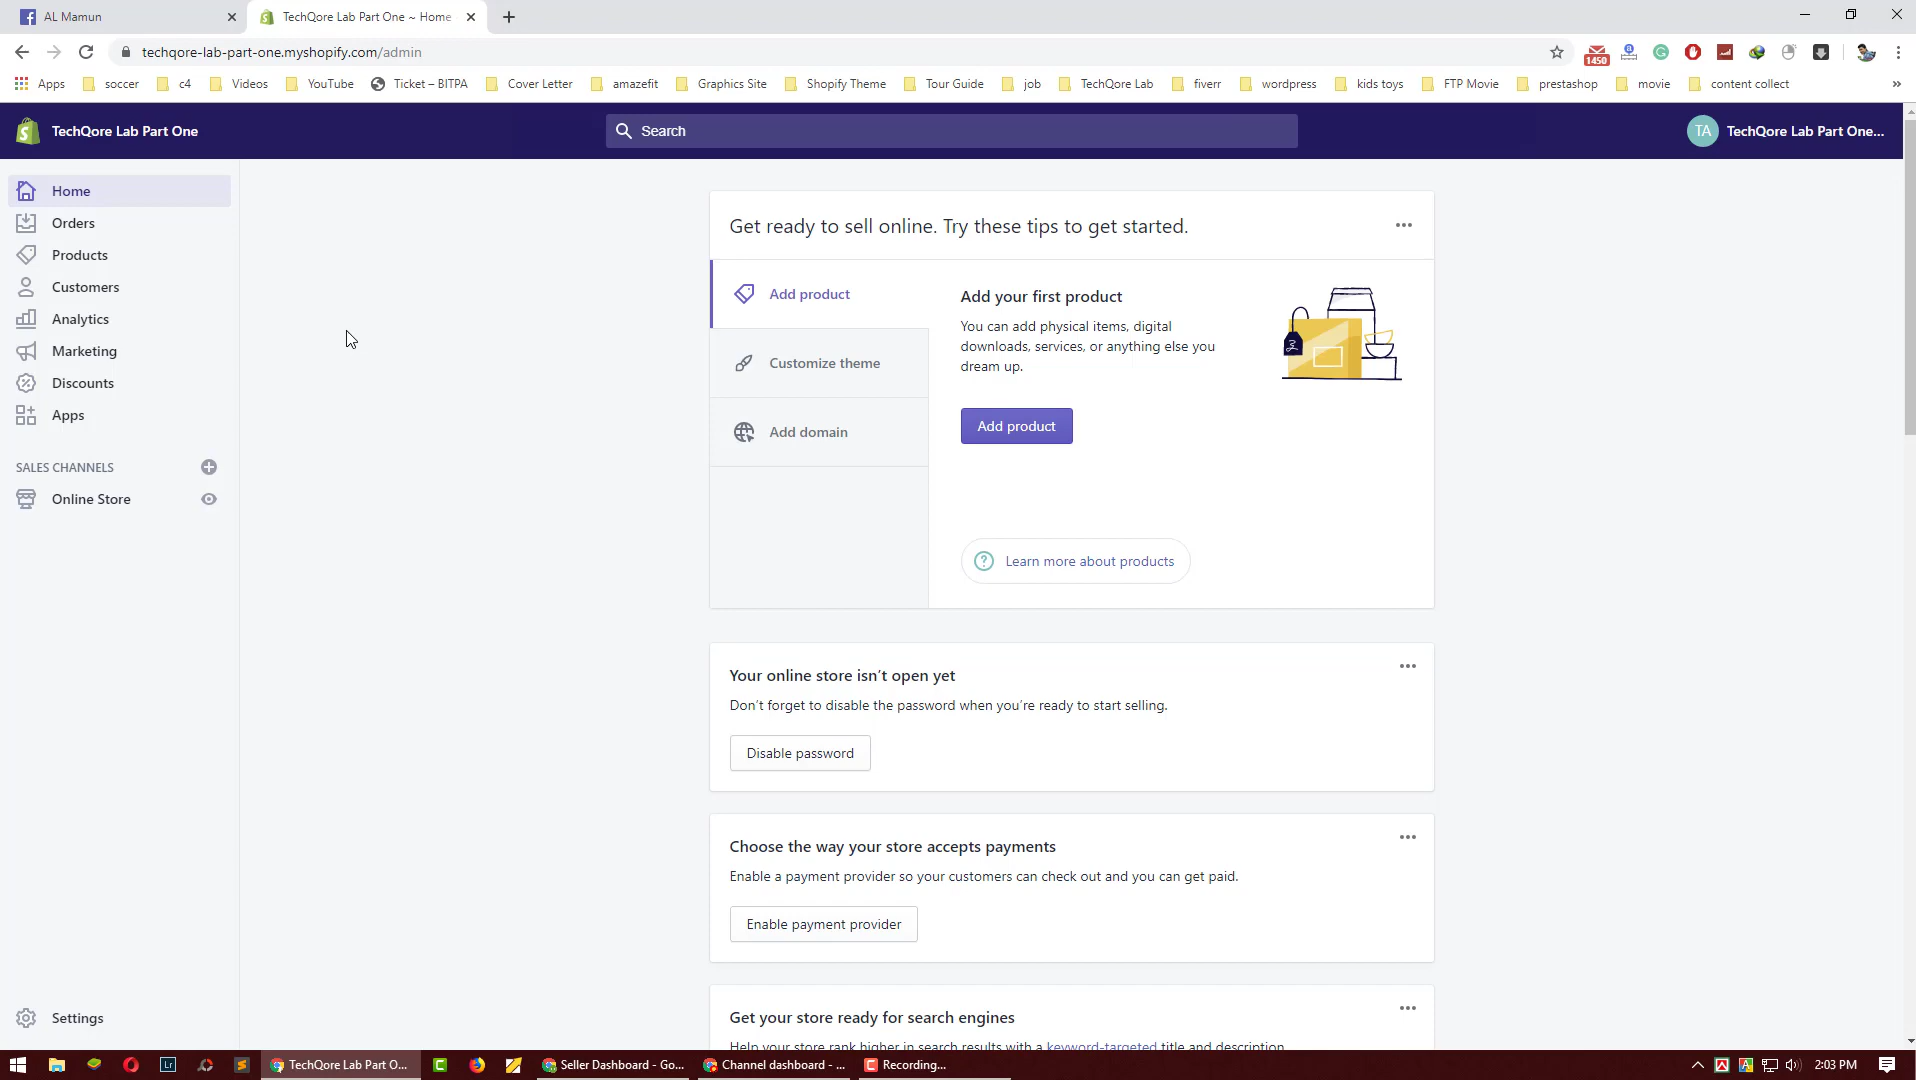 AL Mamun
TechQore Lab Part One ~ Home
techqore-lab-part-one.myshopify.com/admin
1450
Apps
soccer
c4
Videos
YouTube
Ticket – BITPA
Cover Letter
amazefit
Graphics Site
Shopify Theme
Tour Guide
job
TechQore Lab
fiverr
wordpress
kids toys
FTP Movie
prestashop
movie
content collect
»
TechQore Lab Part One
Search
TA
TechQore Lab Part One...
Home
Orders
Products
Customers
Analytics
Marketing
Discounts
Apps
SALES CHANNELS
Online Store
Settings
Get ready to sell online. Try these tips to get started.
Add product
Customize theme
Add domain
Add your first product
You can add physical items, digital
downloads, services, or anything else you
dream up.
Add product
Learn more about products
Your online store isn’t open yet
Don’t forget to disable the password when you’re ready to start selling.
Disable password
Choose the way your store accepts payments
Enable a payment provider so your customers can check out and you can get paid.
Enable payment provider
Get your store ready for search engines
Help your store rank higher in search results with a keyword-targeted title and description
Lr
TechQore Lab Part O...
Seller Dashboard - Go...
Channel dashboard - ...
Recording...
2:03 PM